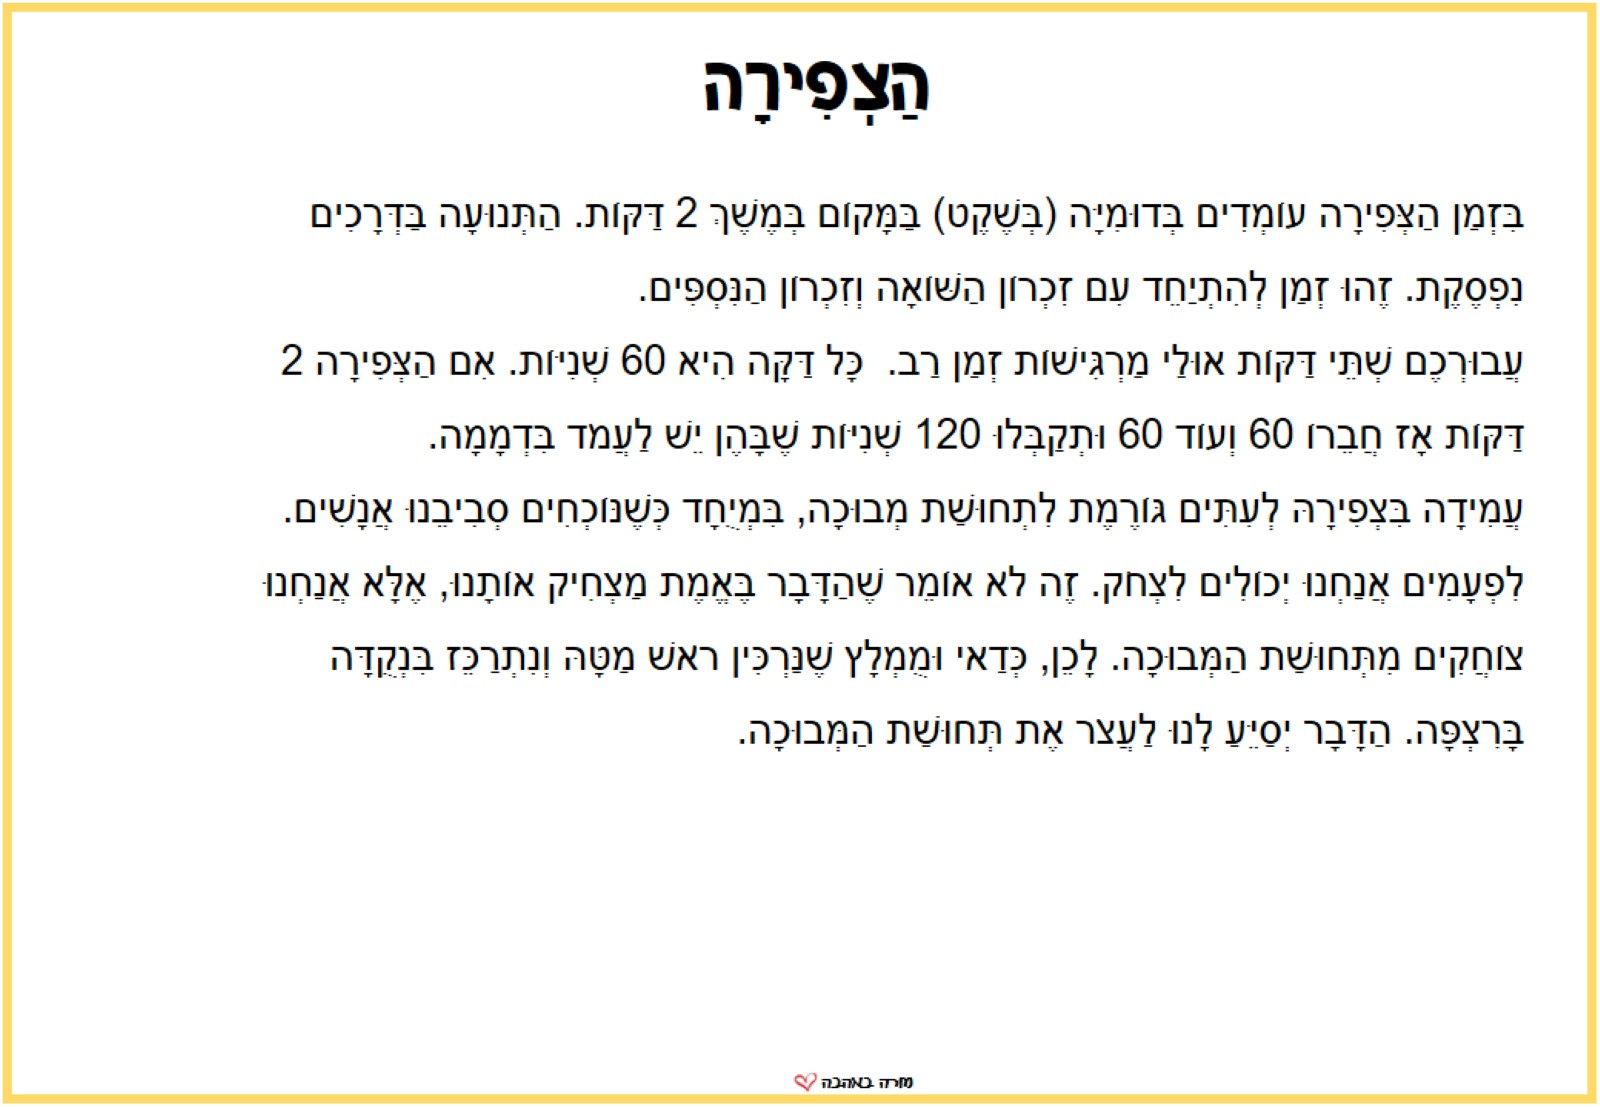 הַצְפִירָה
בִּזְמַן הַצְּפִירָה עוֹמְדִים בְּדוּמִיָּה (בְּשֶׁקֶט) בַּמָּקוֹם בְּמֶשֶׁךְ 2 דַּקּוֹת. הַתְּנוּעָה בַּדְּרָכִים
נִפְסֶקֶת. זֶהוּ זְמַן לְהִתְיַחֵד עִם זִכְרוֹן הַשּׁוֹאָה וְזִכְרוֹן הַנִּסְפִּים.
עֲבוּרְכֶם שְׁתֵּי דַּקּוֹת אוּלַי מַרְגִּישׁוֹת זְמַן רַב.  כָּל דַּקָּה הִיא 60 שְׁנִיּוֹת. אִם הַצְּפִירָה 2
דַּקּוֹת אָז חֲבֵרוֹ 60 וְעוֹד 60 וּתְקַבְּלוּ 120 שְׁנִיּוֹת שֶׁבָּהֶן יֵשׁ לַעֲמֹד בִּדְמָמָה.
עֲמִידָה בִּצְפִירָהּ לְעִתִּים גּוֹרֶמֶת לִתְחוּשַׁת מְבוּכָה, בִּמְיֻחָד כְּשֶׁנּוֹכְחִים סְבִיבֵנוּ אֲנָשִׁים.
לִפְעָמִים אֲנַחְנוּ יְכוֹלִים לִצְחֹק. זֶה לֹא אוֹמֵר שֶׁהַדָּבָר בֶּאֱמֶת מַצְחִיק אוֹתָנוּ, אֶלָּא אֲנַחְנוּ
צוֹחֲקִים מִתְּחוּשַׁת הַמְּבוּכָה. לָכֵן, כְּדַאי וּמֻמְלָץ שֶׁנַּרְכִּין רֹאשׁ מַטָּהּ וְנִתְרַכֵּז בִּנְקֻדָּה
בָּרִצְפָּה. הַדָּבָר יְסַיֵּעַ לָנוּ לַעֲצֹר אֶת תְּחוּשַׁת הַמְּבוּכָה.
מורה באהבה